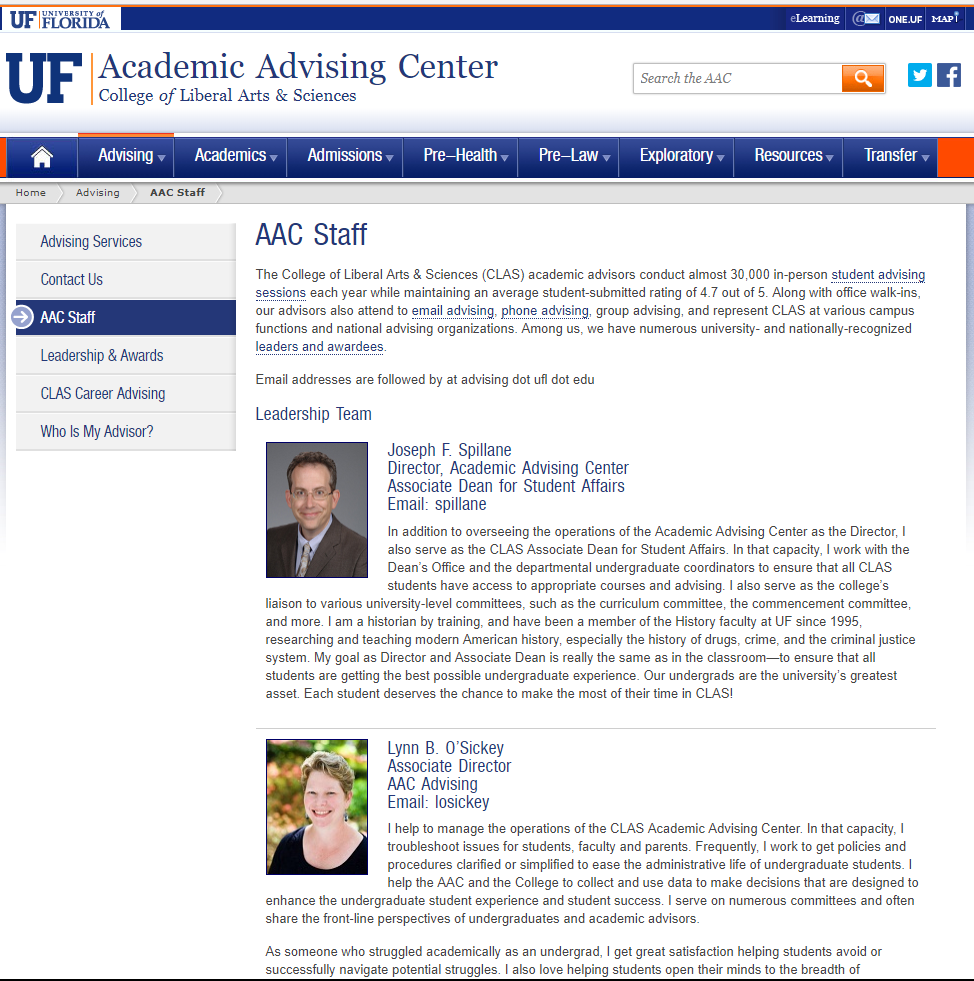 UF UNIVERSITY of FLORIDA
eLearning @ ONE.UF MAP
UF Academic Advising Center
College of Liberal Arts & Sciences
Search the AAC
Advising Academics Admissions Pre–Health Pre–Law Exploratory Resources Transfer
Home Advising AAC Staff
Advising Services
Contact Us
AAC Staff
Leadership & Awards
CLAS Career Advising
Who Is My Advisor?
AAC Staff
The College of Liberal Arts & Sciences (CLAS) academic advisors conduct almost 30,000 in-person student advising
sessions each year while maintaining an average student-submitted rating of 4.7 out of 5. Along with office walk-ins,
our advisors also attend to email advising, phone advising, group advising, and represent CLAS at various campus
functions and national advising organizations. Among us, we have numerous university- and nationally-recognized
leaders and awardees.
Email addresses are followed by at advising dot ufl dot edu
Leadership Team
Joseph F. Spillane
Director, Academic Advising Center
Associate Dean for Student Affairs
Email: spillane
In addition to overseeing the operations of the Academic Advising Center as the Director, I
also serve as the CLAS Associate Dean for Student Affairs. In that capacity, I work with the
Dean’s Office and the departmental undergraduate coordinators to ensure that all CLAS
students have access to appropriate courses and advising. I also serve as the college’s
liaison to various university-level committees, such as the curriculum committee, the commencement committee,
and more. I am a historian by training, and have been a member of the History faculty at UF since 1995,
researching and teaching modern American history, especially the history of drugs, crime, and the criminal justice
system. My goal as Director and Associate Dean is really the same as in the classroom—to ensure that all
students are getting the best possible undergraduate experience. Our undergrads are the university’s greatest
asset. Each student deserves the chance to make the most of their time in CLAS!
Lynn B. O’Sickey
Associate Director
AAC Advising
Email: losickey
I help to manage the operations of the CLAS Academic Advising Center. In that capacity, I
troubleshoot issues for students, faculty and parents. Frequently, I work to get policies and
procedures clarified or simplified to ease the administrative life of undergraduate students. I
help the AAC and the College to collect and use data to make decisions that are designed to
enhance the undergraduate student experience and student success. I serve on numerous committees and often
share the front-line perspectives of undergraduates and academic advisors.
As someone who struggled academically as an undergrad, I get great satisfaction helping students avoid or
successfully navigate potential struggles. I also love helping students open their minds to the breadth of